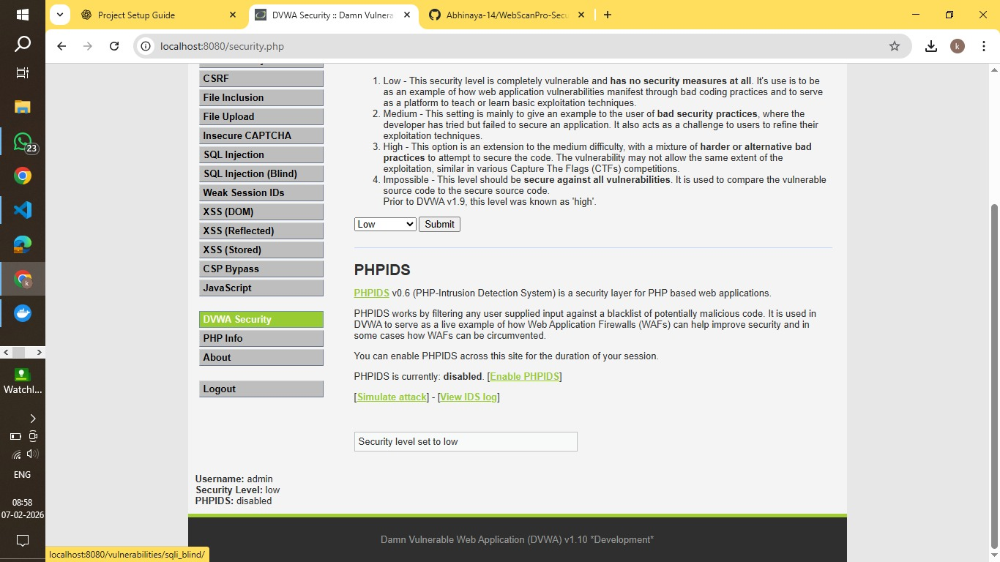 Project Setup Guide
DVWA Security :: Damn Vulnera
Abhinaya-14/WebScanPro-Secu
localhost:8080/security.php
k
CSRF
File Inclusion
File Upload
Insecure CAPTCHA
SQL Injection
SQL Injection (Blind)
Weak Session IDs
XSS (DOM)
XSS (Reflected)
XSS (Stored)
CSP Bypass
JavaScript
DVWA Security
PHP Info
About
Logout
1. Low - This security level is completely vulnerable and has no security measures at all. It's use is to be
as an example of how web application vulnerabilities manifest through bad coding practices and to serve
as a platform to teach or learn basic exploitation techniques.
2. Medium - This setting is mainly to give an example to the user of bad security practices, where the
developer has tried but failed to secure an application. It also acts as a challenge to users to refine their
exploitation techniques.
3. High - This option is an extension to the medium difficulty, with a mixture of harder or alternative bad
practices to attempt to secure the code. The vulnerability may not allow the same extent of the
exploitation, similar in various Capture The Flags (CTFs) competitions.
4. Impossible - This level should be secure against all vulnerabilities. It is used to compare the vulnerable
source code to the secure source code.
Prior to DVWA v1.9, this level was known as 'high'.
Low Submit
PHPIDS
PHPIDS v0.6 (PHP-Intrusion Detection System) is a security layer for PHP based web applications.
PHPIDS works by filtering any user supplied input against a blacklist of potentially malicious code. It is used in
DVWA to serve as a live example of how Web Application Firewalls (WAFs) can help improve security and in
some cases how WAFs can be circumvented.
You can enable PHPIDS across this site for the duration of your session.
PHPIDS is currently: disabled. [Enable PHPIDS]
[Simulate attack] - [View IDS log]
Security level set to low
Username: admin
Security Level: low
PHPIDS: disabled
Damn Vulnerable Web Application (DVWA) v1.10 *Development*
localhost:8080/vulnerabilities/sqli_blind/
23
k
Watchl...
ENG
08:58
07-02-2026